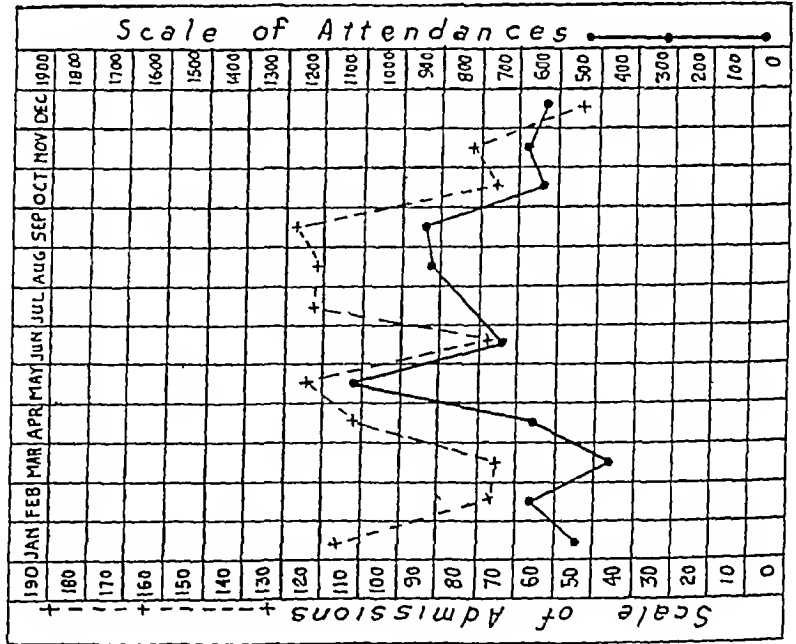 Scale of Attendances
1900 1800 1700 1600 1500 1400 1300 1200 1100 1000 900 800 700 600 500 400 300 200 100 0
DEC
NOV
OCT
SEP
AUG
JUL
JUN
MAY
APR
MAR
FEB
JAN
190 180 170 160 150 140 130 120 110 100 90 80 70 60 50 40 30 20 10 0
Scale of Admissions